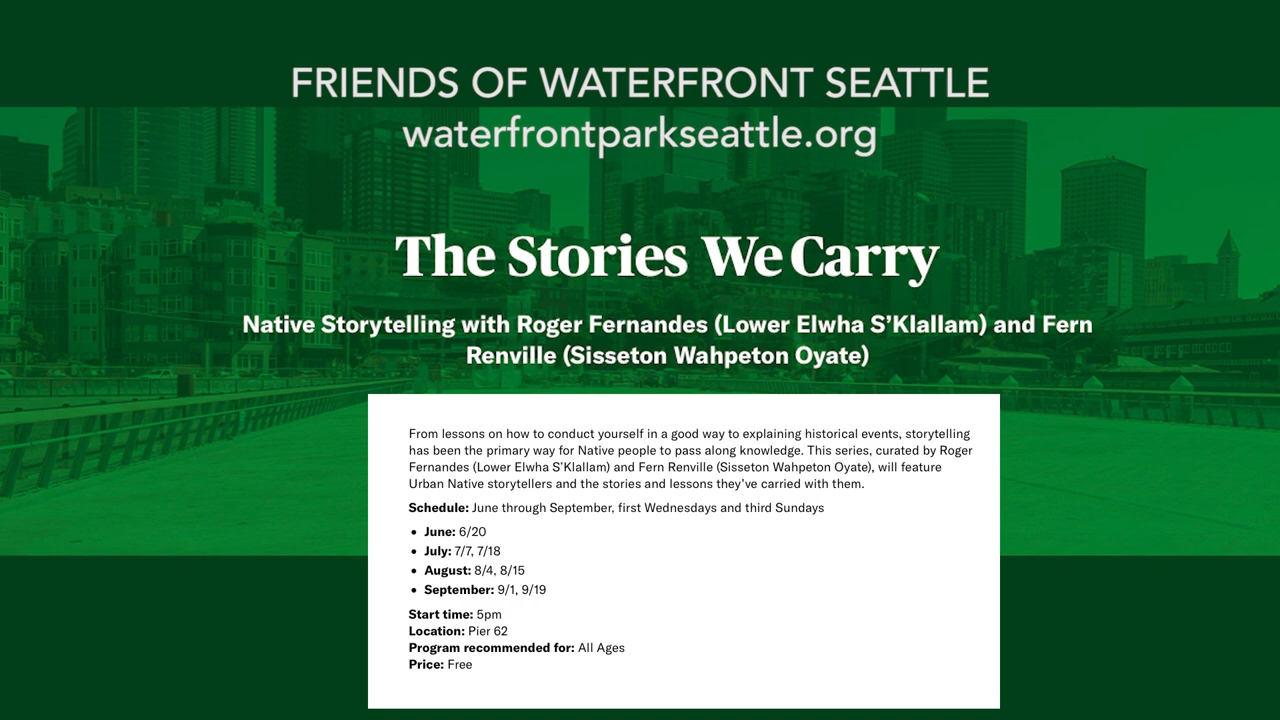 FRIENDS OF WATERFRONT SEATTLE
waterfrontparkseattle.org
The Stories We Carry
Native Storytelling with Roger Fernandes (Lower Elwha S’Klallam) and Fern
Renville (Sisseton Wahpeton Oyate)
From lessons on how to conduct yourself in a good way to explaining historical events, storytelling
has been the primary way for Native people to pass along knowledge. This series, curated by Roger
Fernandes (Lower Elwha S’Klallam) and Fern Renville (Sisseton Wahpeton Oyate), will feature
Urban Native storytellers and the stories and lessons they’ve carried with them.
Schedule: June through September, first Wednesdays and third Sundays
• June: 6/20
• July: 7/7, 7/18
• August: 8/4, 8/15
• September: 9/1, 9/19
Start time: 5pm
Location: Pier 62
Program recommended for: All Ages
Price: Free